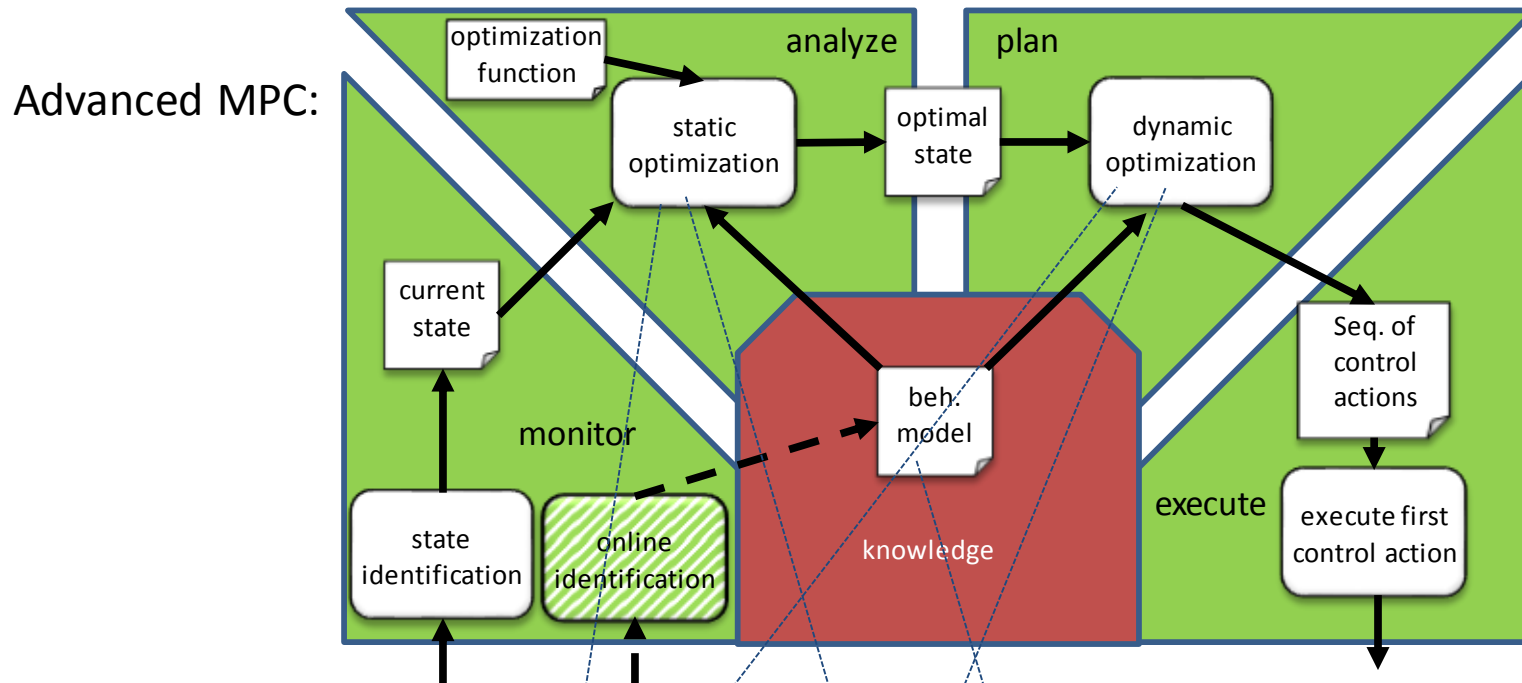 Advanced MPC:
optimization
function
analyze
plan
static
optimization
optimal
state
dynamic
optimization
current
state
Seq. of
control
actions
monitor
beh.
model
execute
state
identification
online
identification
knowledge
execute first
control action